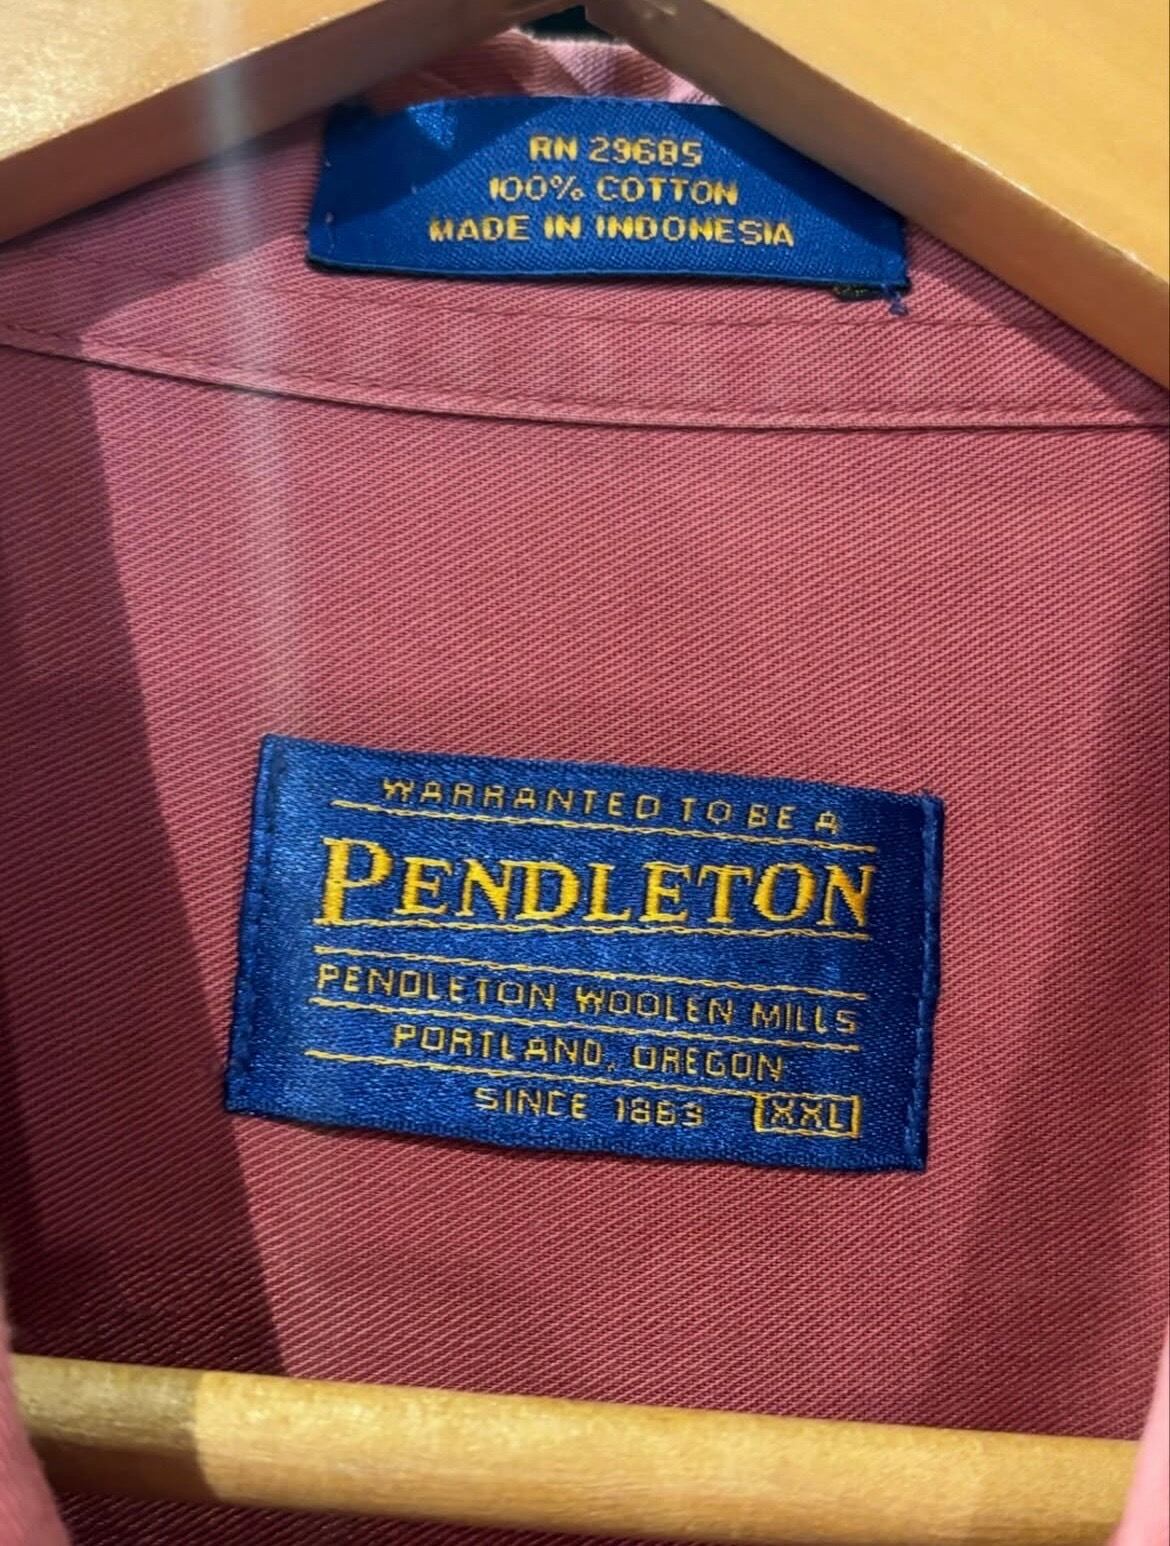 RN 29685
100% COTTON
MADE IN INDONESIA
WARRANTED TO BE A
PENDLETON
PENDLETON WOOLEN MILLS
PORTLAND, OREGON
SINCE 1863 XXL